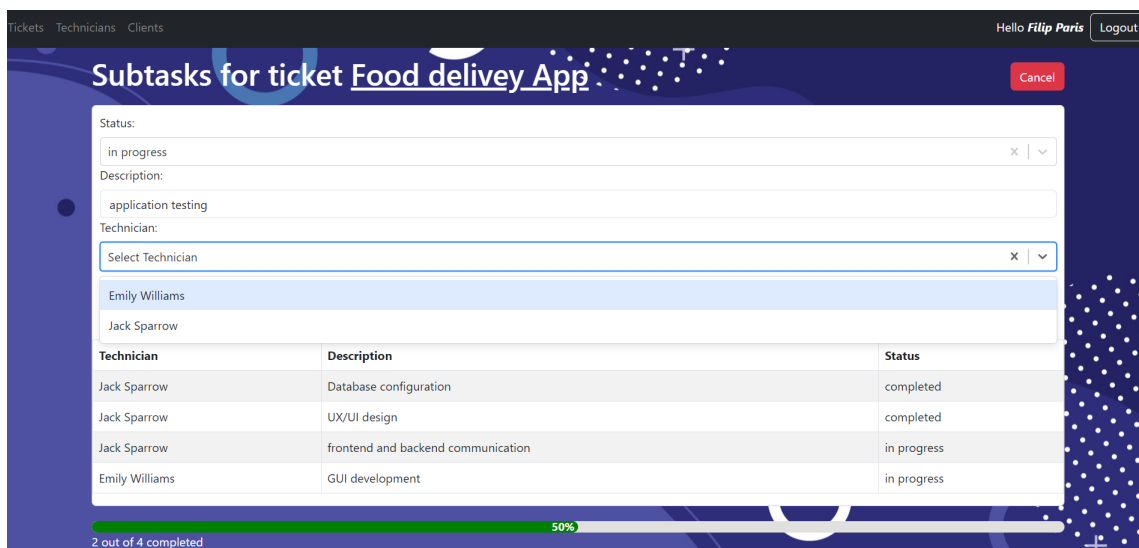 Tickets Technicians Clients Hello Filip Paris Logout
Subtasks for ticket Food delivey App
Cancel
Status:
in progress
Description:
application testing
Technician:
Select Technician
Emily Williams
Jack Sparrow
Technician Description Status
Jack Sparrow Database configuration completed
Jack Sparrow UX/UI design completed
Jack Sparrow frontend and backend communication in progress
Emily Williams GUI development in progress
50%
2 out of 4 completed